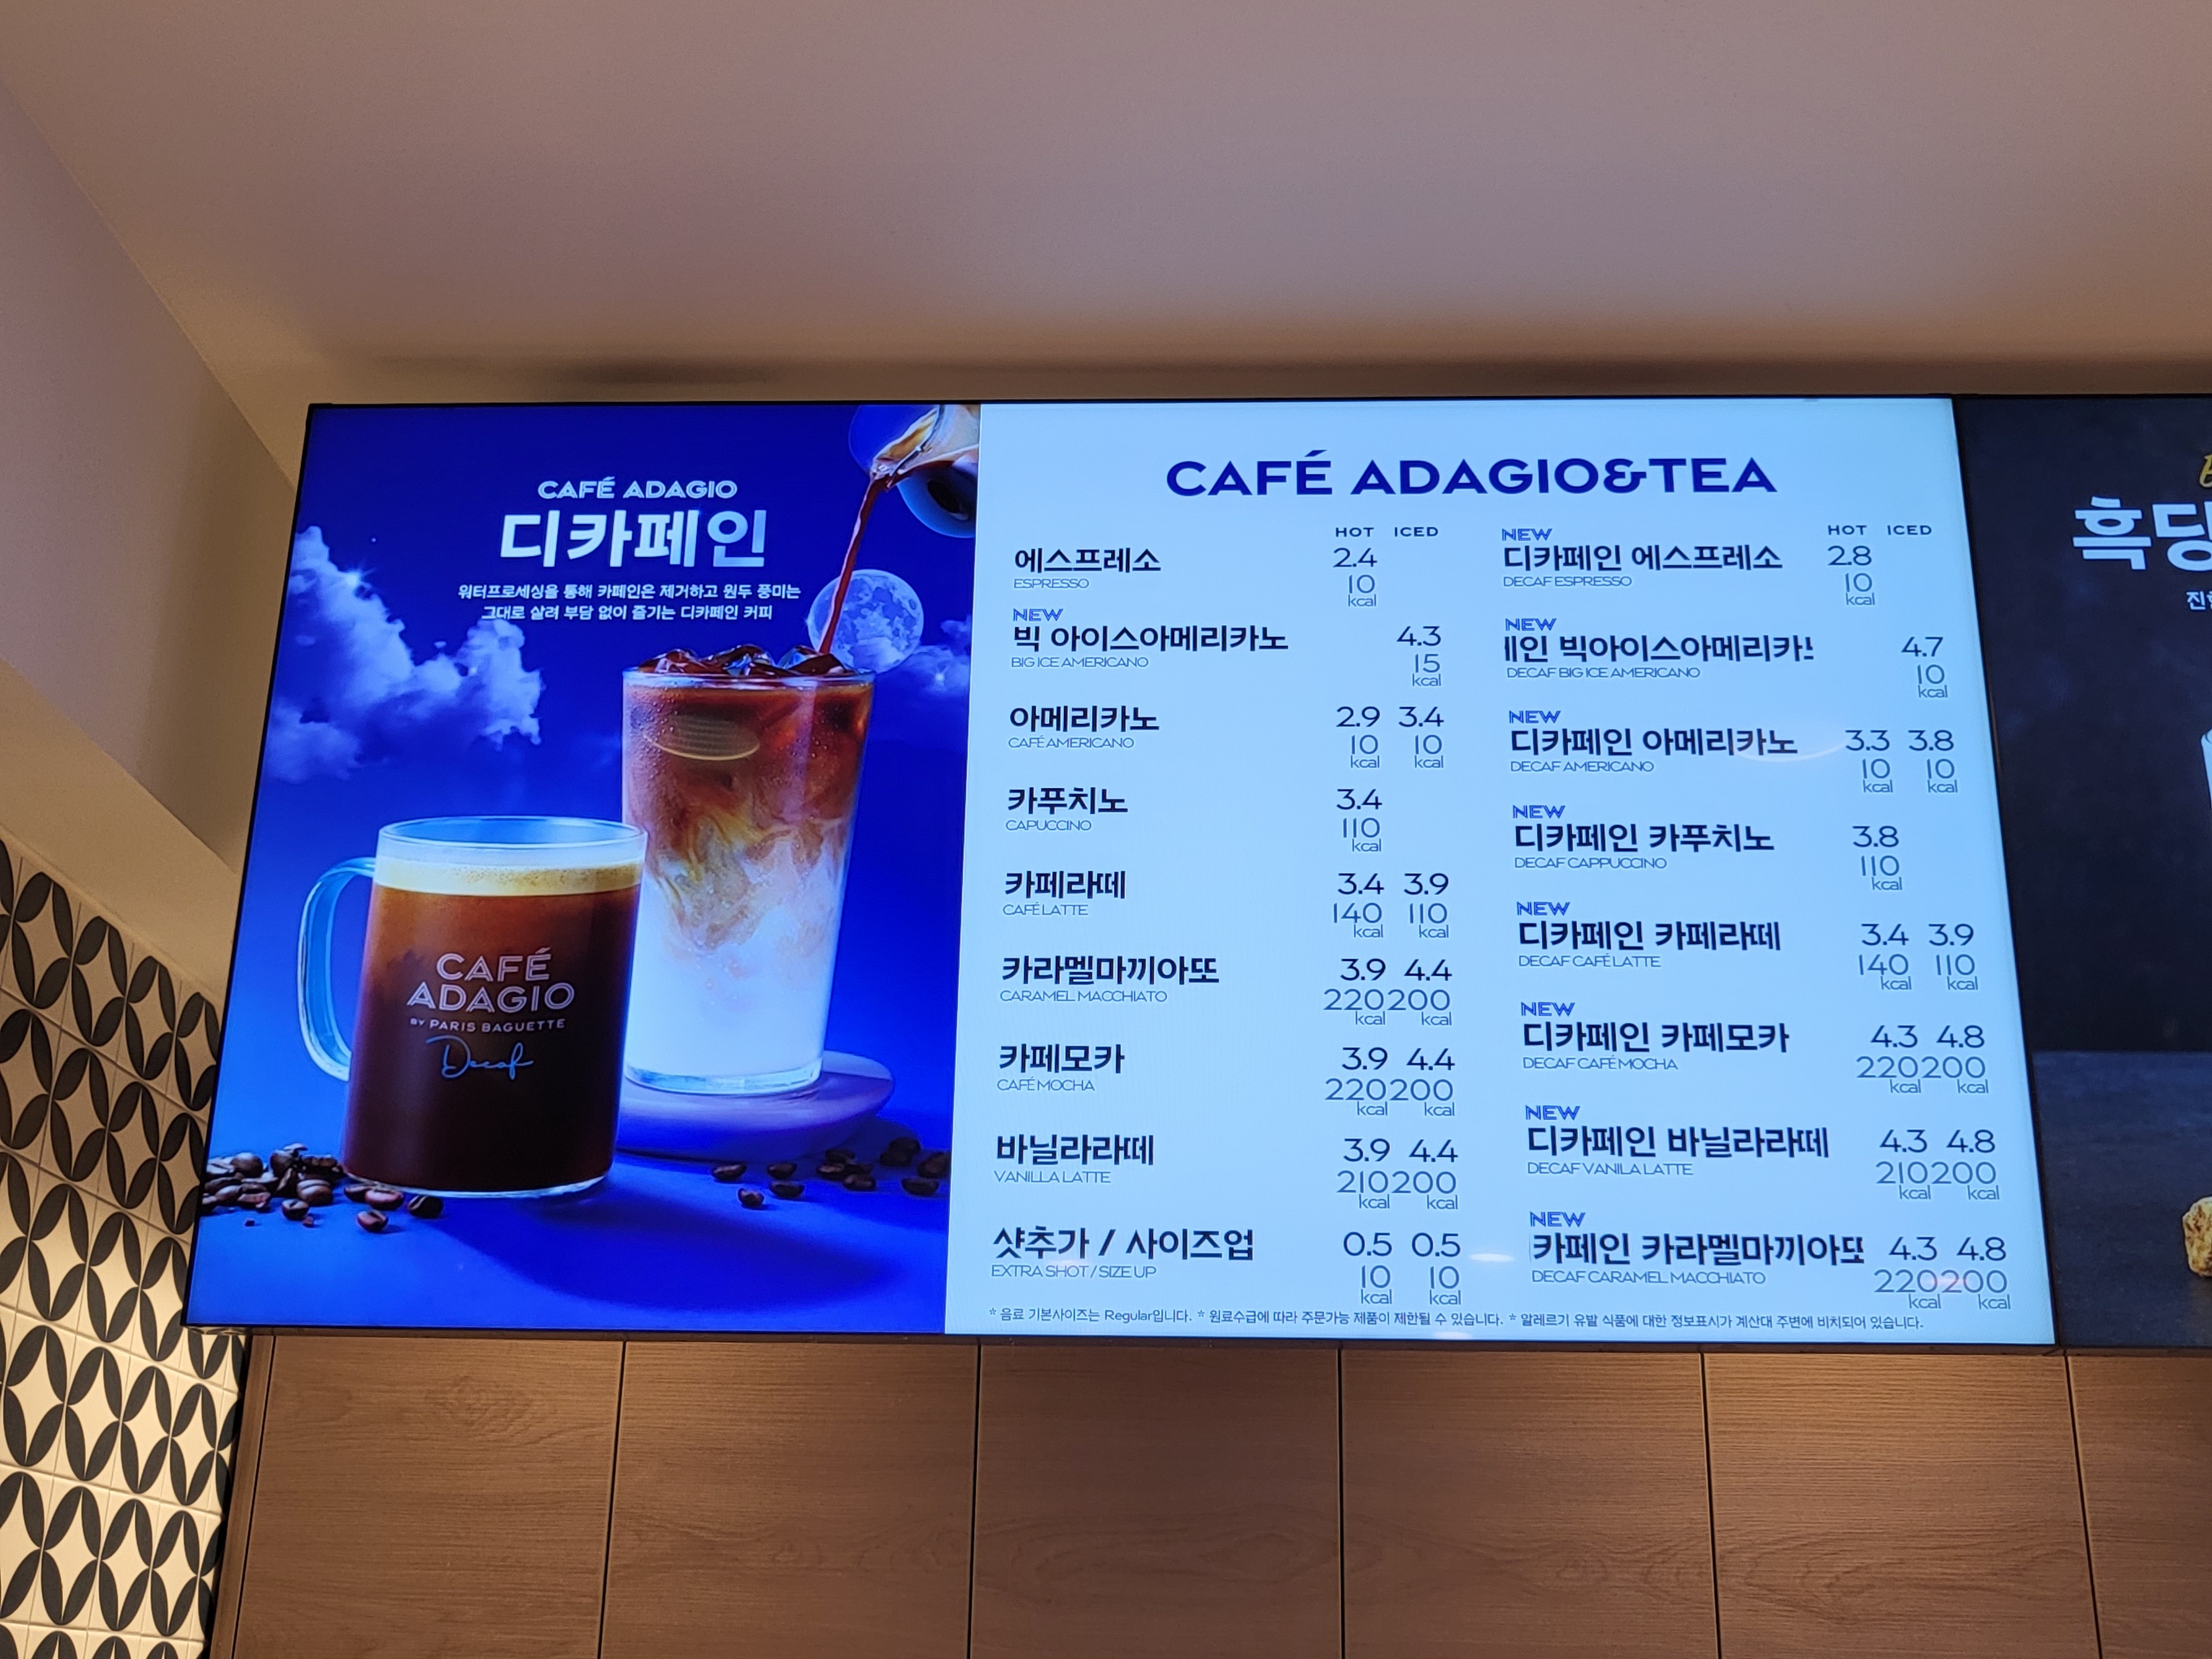 CAFÉ ADAGIO
디카페인
워터프로세싱을 통해 카페인은 제거하고 원두 풍미는
그대로 살려 부담 없이 즐기는 디카페인 커피
CAFÉ
ADAGIO
BY PARIS BAGUETTE
Decaf
CAFÉ ADAGIO&TEA
HOT ICED
에스프레소 2.4
ESPRESSO 10
kcal
NEW
빅 아이스아메리카노 4.3
BIG ICE AMERICANO 15
kcal
아메리카노 2.9 3.4
CAFÉ AMERICANO 10 10
kcal kcal
카푸치노 3.4
CAPUCCINO 110
kcal
카페라떼 3.4 3.9
CAFÉ LATTE 140 110
kcal kcal
카라멜마끼아또 3.9 4.4
CARAMEL MACCHIATO 220 200
kcal kcal
카페모카 3.9 4.4
CAFÉ MOCHA 220 200
kcal kcal
바닐라라떼 3.9 4.4
VANILLA LATTE 210 200
kcal kcal
샷추가 / 사이즈업 0.5 0.5
EXTRA SHOT / SIZE UP 10 10
kcal kcal
HOT ICED
NEW
디카페인 에스프레소 2.8
DECAF ESPRESSO 10
kcal
NEW
인 빅아이스아메리카 4.7
DECAF BIG ICE AMERICANO 10
kcal
NEW
디카페인 아메리카노 3.3 3.8
DECAF AMERICANO 10 10
kcal kcal
NEW
디카페인 카푸치노 3.8
DECAF CAPPUCCINO 110
kcal
NEW
디카페인 카페라떼 3.4 3.9
DECAF CAFÉ LATTE 140 110
kcal kcal
NEW
디카페인 카페모카 4.3 4.8
DECAF CAFÉ MOCHA 220 200
kcal kcal
NEW
디카페인 바닐라라떼 4.3 4.8
DECAF VANILA LATTE 210 200
kcal kcal
NEW
카페인 카라멜마끼아또 4.3 4.8
DECAF CARAMEL MACCHIATO 220 200
kcal kcal
* 음료 기본사이즈는 Regular입니다. * 원료수급에 따라 주문가능 제품이 제한될 수 있습니다. * 알레르기 유발 식품에 대한 정보표시가 계산대 주변에 비치되어 있습니다.
흑당